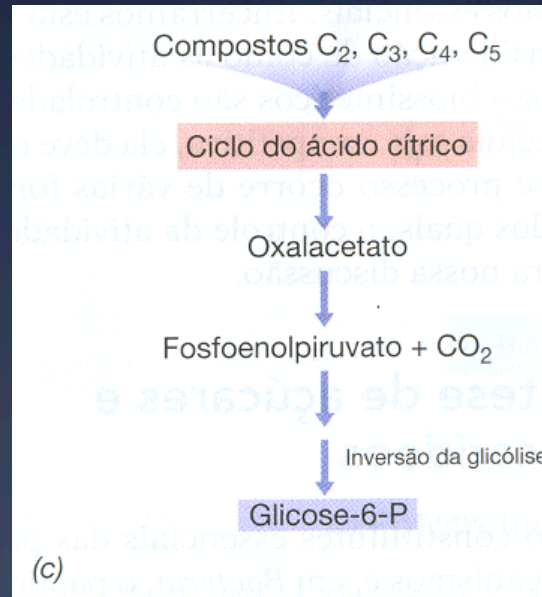 Compostos C₂, C₃, C₄, C₅
Ciclo do ácido cítrico
Oxalacetato
Fosfoenolpiruvato + CO₂
Inversão da glicólise
Glicose-6-P
(c)